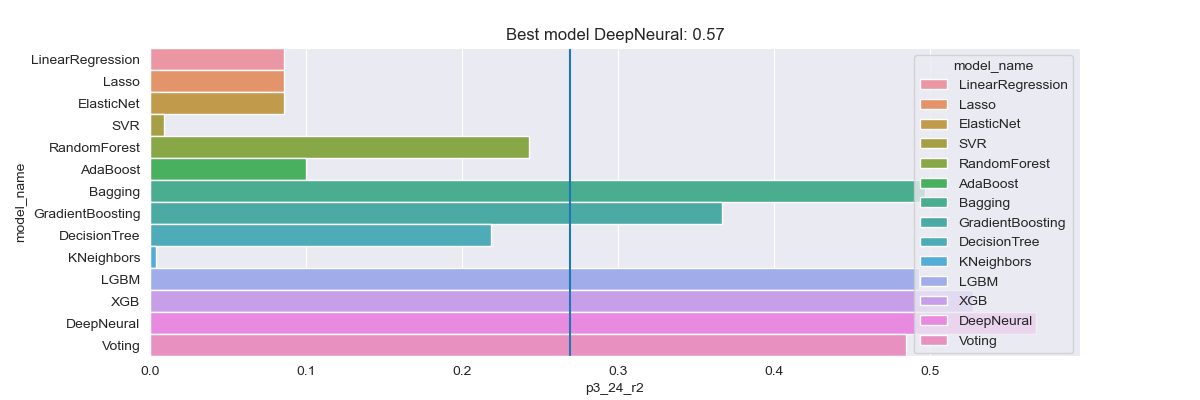 Best model DeepNeural: 0.57
model_name
LinearRegression
Lasso
ElasticNet
SVR
RandomForest
AdaBoost
Bagging
GradientBoosting
DecisionTree
KNeighbors
LGBM
XGB
DeepNeural
Voting
0.0 0.1 0.2 0.3 0.4 0.5
p3_24_r2
model_name
LinearRegression
Lasso
ElasticNet
SVR
RandomForest
AdaBoost
Bagging
GradientBoosting
DecisionTree
KNeighbors
LGBM
XGB
DeepNeural
Voting